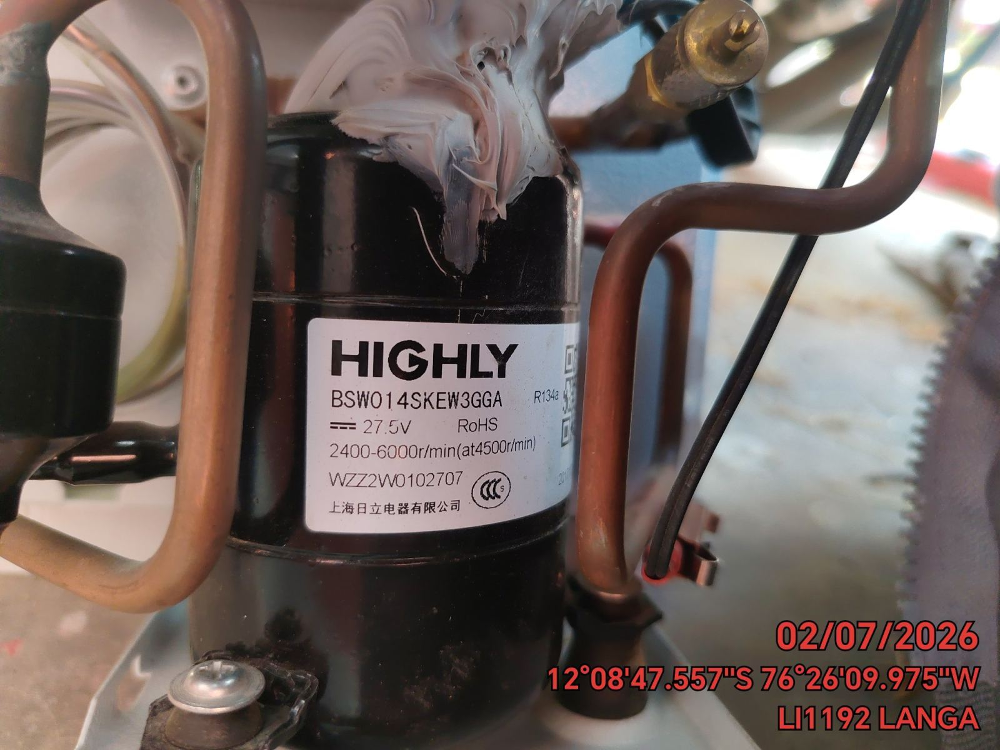 HIGHLY
BSW014SKEW3GGA R134a
27.5V RoHS
2400-6000r/min(at4500r/min)
WZZ2W0102707
CCC S
上海日立电器有限公司
02/07/2026
12°08'47.557"S 76°26'09.975"W
LI1192 LANGA